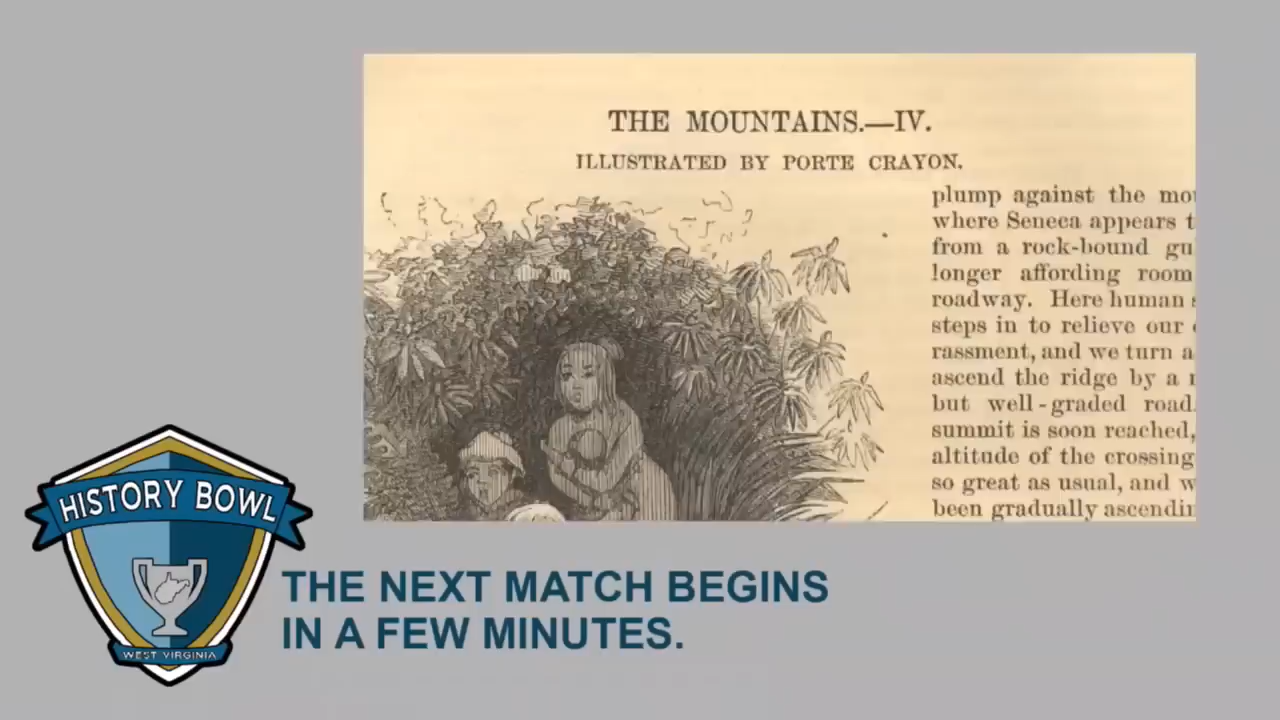 THE MOUNTAINS.—IV.
ILLUSTRATED BY PORTE CRAYON.
plump against the
where Seneca appears
from a rock-bound
longer affording room
roadway. Here human
steps in to relieve our
rassment, and we turn
ascend the ridge by a
but well-graded road.
summit is soon reached,
altitude of the crossing
so great as usual, and
been gradually
HISTORY BOWL
WEST VIRGINIA
THE NEXT MATCH BEGINS
IN A FEW MINUTES.